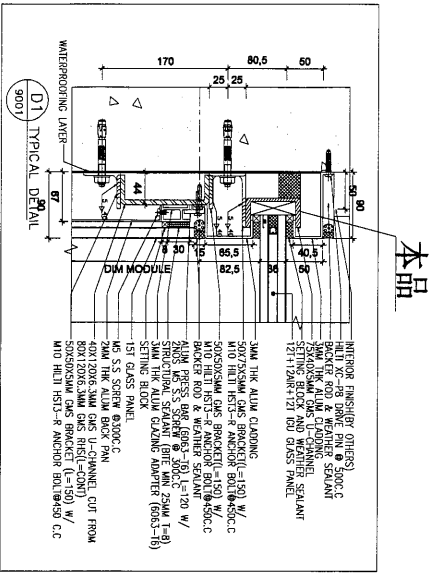 本品
170
80,5
50
25
25
50
50
90
44
87
90
8
30
15
65,5
36
40,5
DIM MODULE
82,5
50
WATERPROOFING LAYER
D1
9001
TYPICAL DETAIL
INTERIOR FINISH(BY OTHERS)
HILTI XC-P8 DRIVE PIN @ 500C.C
BACKER ROD & WEATHER SEALANT
3MM THK ALUM CLADDING
75X40X5MM GMS U-CHANNEL
SETTING BLOCK AND WEATHER SEALANT
12T+12AIR+12T IGU GLASS PANEL
3MM THK ALUM CLADDING
50X75X5MM GMS BRACKET(L=150) W/
M10 HILTI HST3-R ANCHOR BOLT@450C.C
50X50X5MM GMS BRACKET(L=150) W/
M10 HILTI HST3-R ANCHOR BOLT@450C.C
BACKER ROD & WEATHER SEALANT
ALUM PRESS BAR (6063-T6) L=120 W/
2NOS M5 S.S SCREW @ 300C.C
STRUCTURAL SEALANT (BITE MIN 25MM T=8)
3MM THK ALUM GLAZING ADAPTER (6063-T6)
SETTING BLOCK
15T GLASS PANEL
M5 S.S SCREW @300C.C
2MM THK ALUM BACK PAN
40X120X6.3MM GMS U-CHANNEL CUT FROM
80X120X6.3MM GMS RHS(L=CONT)
50X50X5MM GMS BRACKET (L=150) W/
M10 HILTI HST3-R ANCHOR BOLT@450 C.C